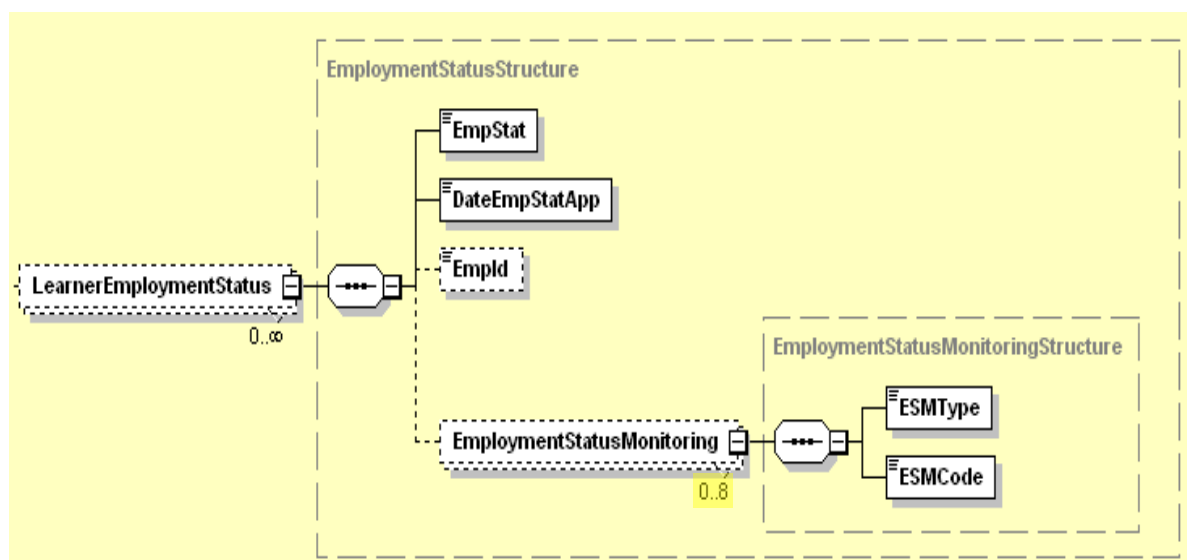 EmploymentStatusStructure
EmpStat
DateEmpStatApp
EmpId
LearnerEmploymentStatus
0..∞
EmploymentStatusMonitoringStructure
ESMType
EmploymentStatusMonitoring
ESMCode
0..8